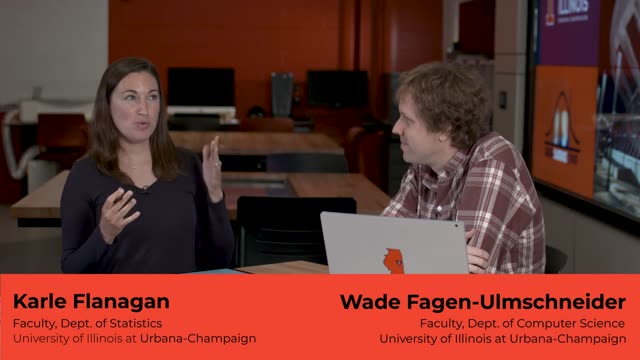 ILLINOIS
Karle Flanagan
Faculty, Dept. of Statistics
University of Illinois at Urbana-Champaign
Wade Fagen-Ulmschneider
Faculty, Dept. of Computer Science
University of Illinois at Urbana-Champaign